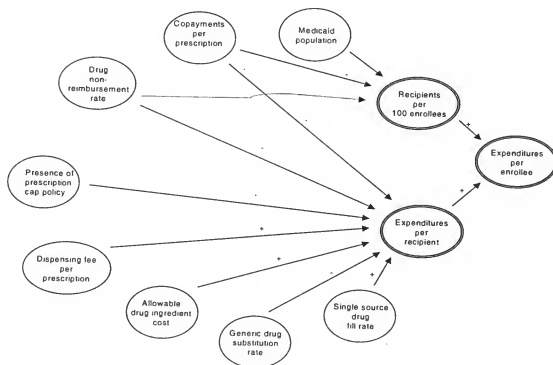 Copayments
per
prescription
Medicaid
population
Drug
non-
reimbursement
rate
Recipients
per
100 enrollees
Expenditures
per
enrollee
Presence of
prescription
cap policy
Expenditures
per
recipient
Dispensing fee
per
prescription
Allowable
drug ingredient
cost
Generic drug
substitution
rate
Single source
drug
fill rate
-
-
-
+
-
-
+
+
+
-
+